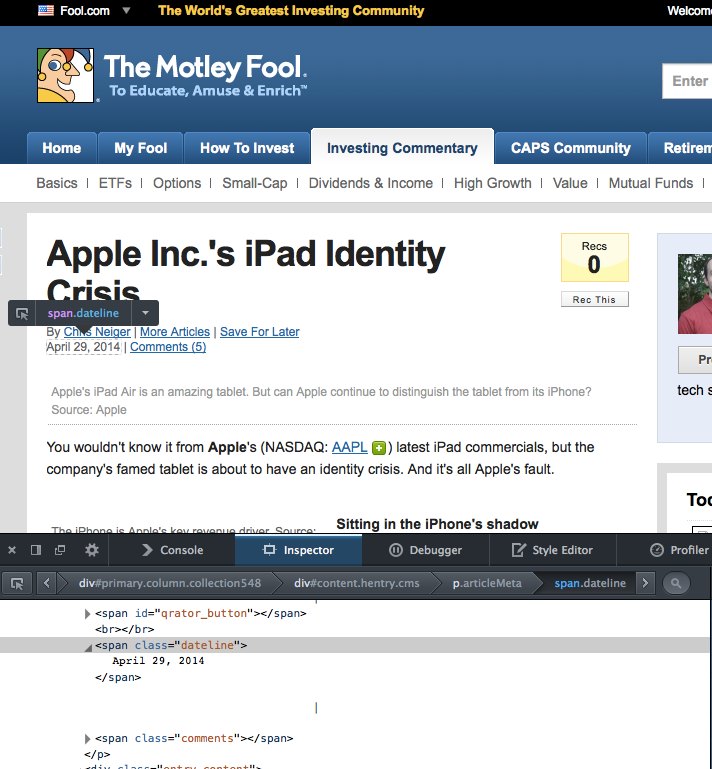 Fool.com ▼ The World's Greatest Investing Community Welcome
The Motley Fool.
To Educate, Amuse & Enrich™
Enter
Home My Fool How To Invest Investing Commentary CAPS Community Retirem
Basics | ETFs | Options | Small-Cap | Dividends & Income | High Growth | Value | Mutual Funds |
Apple Inc.'s iPad Identity
Crisis
Recs
0
Rec This
span.dateline
By Chris Neiger | More Articles | Save For Later
April 29, 2014 | Comments (5)
Pr
tech s
Apple's iPad Air is an amazing tablet. But can Apple continue to distinguish the tablet from its iPhone?
Source: Apple
You wouldn't know it from Apple's (NASDAQ: AAPL ) latest iPad commercials, but the
company's famed tablet is about to have an identity crisis. And it's all Apple's fault.
The iPhone is Apple's key revenue driver. Source:
Sitting in the iPhone's shadow
Console Inspector Debugger Style Editor Profiler
div#primary.column.collection548 div#content.hentry.cms p.articleMeta span.dateline
<span id="qrator_button"></span>
<br></br>
<span class="dateline">
April 29, 2014
</span>
|
<span class="comments"></span>
</p>
<div class="entry-content">